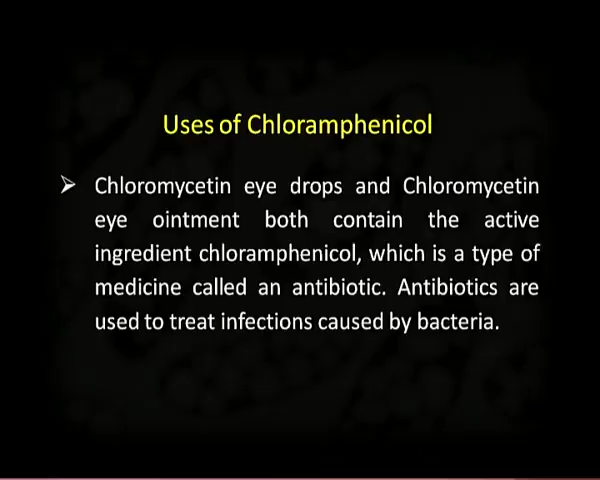 Uses of Chloramphenicol
➢ Chloromycetin eye drops and Chloromycetin
eye ointment both contain the active
ingredient chloramphenicol, which is a type of
medicine called an antibiotic. Antibiotics are
used to treat infections caused by bacteria.